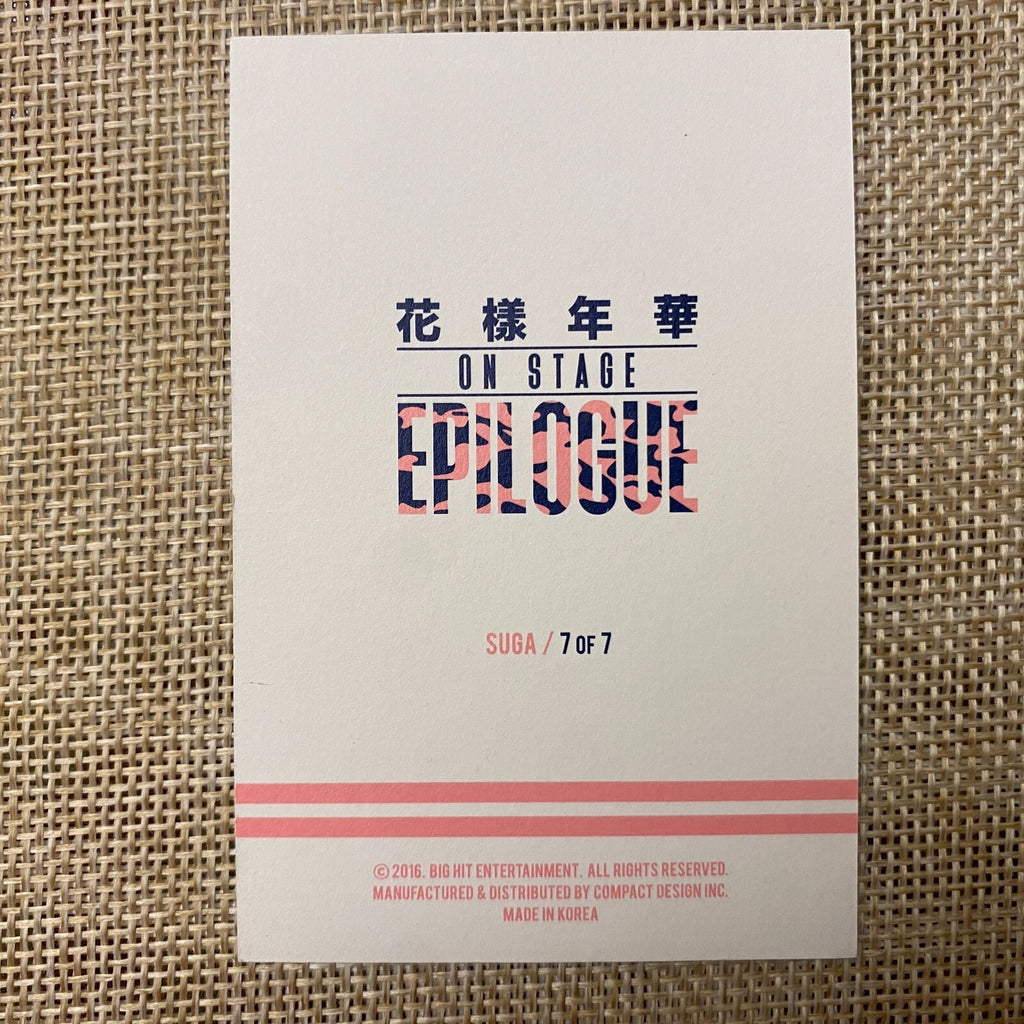 花樣年華
ON STAGE
EPILOGUE
SUGA / 7 OF 7
© 2016. BIG HIT ENTERTAINMENT. ALL RIGHTS RESERVED.
MANUFACTURED & DISTRIBUTED BY COMPACT DESIGN INC.
MADE IN KOREA